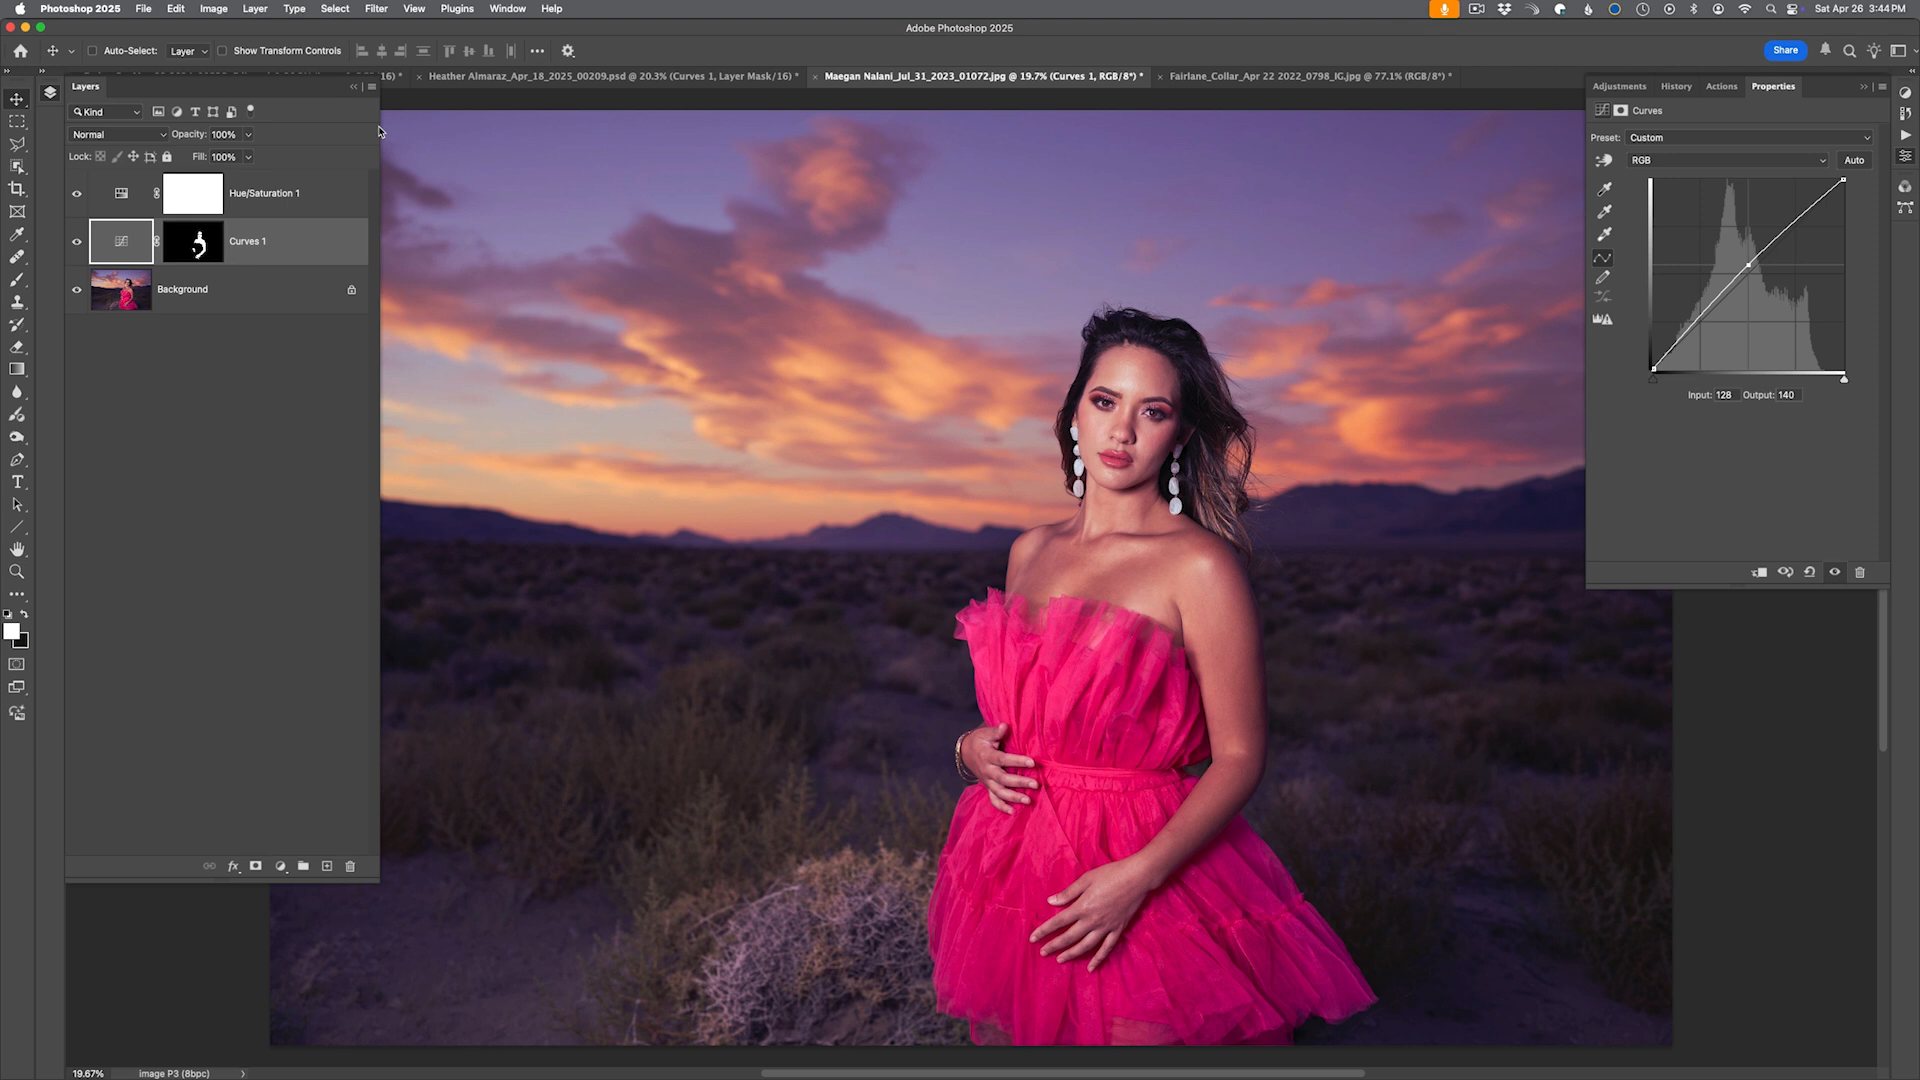 Photoshop 2025 File Edit Image Layer Type Select Filter View Plugins Window Help Sat Apr 26 3:44 PM
Adobe Photoshop 2025
Auto-Select: Layer Show Transform Controls Share
16) * Heather Almaraz_Apr_18_2025_00209.psd @ 20.3% (Curves 1, Layer Mask/16) * Maegan Nalani_Jul_31_2023_01072.jpg @ 19.7% (Curves 1, RGB/8*) * Fairlane_Collar_Apr 22 2022_0798_IG.jpg @ 77.1% (RGB/8*) *
Layers
Kind
Normal Opacity: 100%
Lock: Fill: 100%
Hue/Saturation 1
Curves 1
Background
Adjustments History Actions Properties
Curves
Preset: Custom
RGB Auto
Input: 128 Output: 140
fx
19.67% image P3 (8bpc)